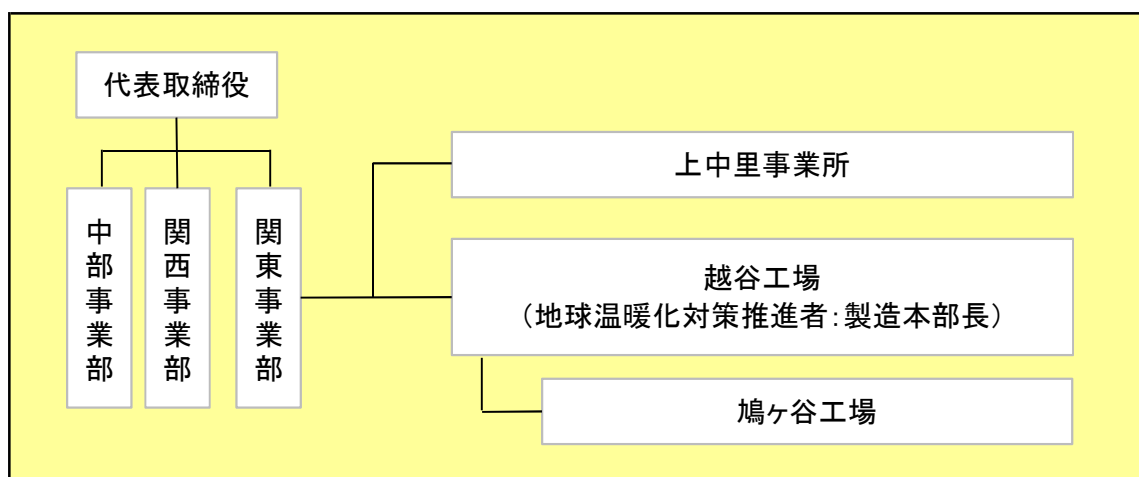 代表取締役
上中里事業所
中部事業部
関西事業部
関東事業部
越谷工場
（地球温暖化対策推進者：製造本部長）
鳩ヶ谷工場